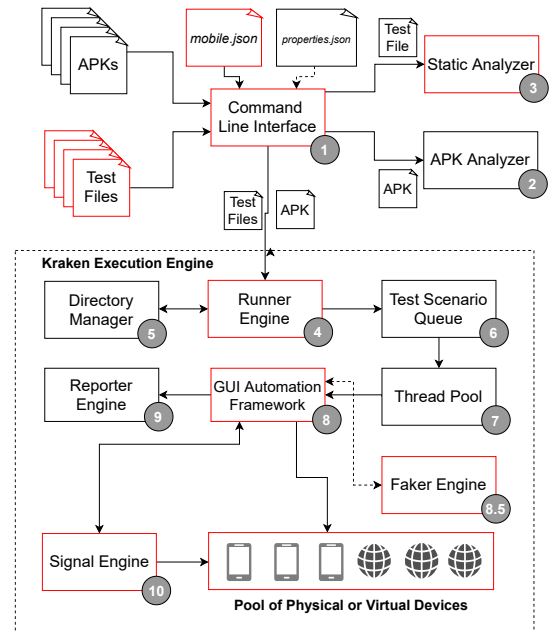 APKs
mobile.json
properties.json
Test
File
Static Analyzer
3
Command
Line Interface
1
Test
Files
APK Analyzer
2
APK
Test
Files
APK
Kraken Execution Engine
Directory
Manager
5
Runner
Engine
4
Test Scenario
Queue
6
Reporter
Engine
9
GUI Automation
Framework
8
Thread Pool
7
Faker Engine
8.5
Signal Engine
10
Pool of Physical or Virtual Devices